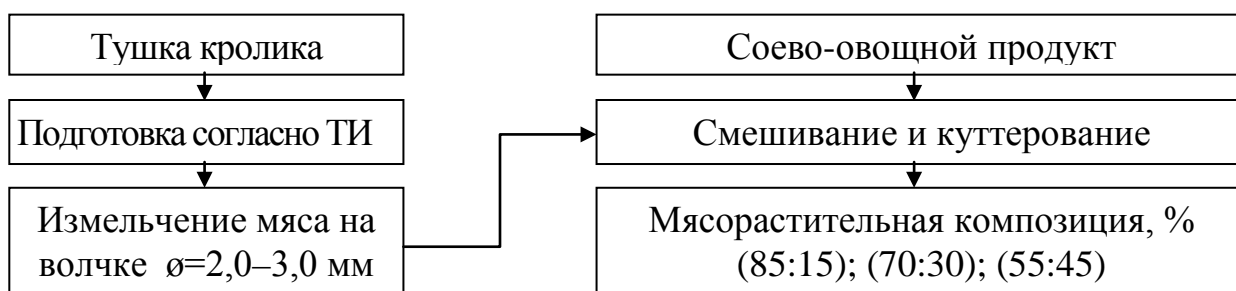 Тушка кролика
Подготовка согласно ТИ
Измельчение мяса на
волчке ø=2,0–3,0 мм
Соево-овощной продукт
Смешивание и куттерование
Мясорастительная композиция, %
(85:15); (70:30); (55:45)